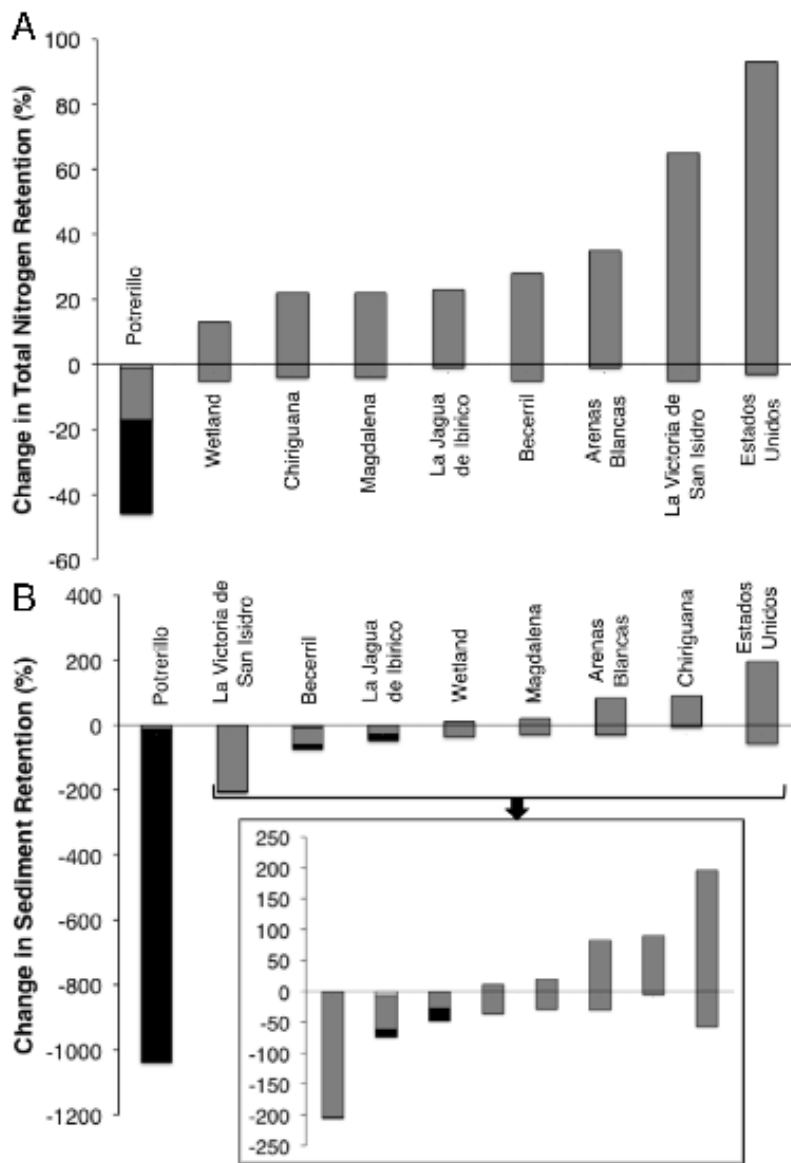 A
Change in Total Nitrogen Retention (%)
100
80
60
40
20
0
-20
-40
-60
Potrerillo
Wetland
Chiriguana
Magdalena
La Jagua
de Ibirico
Becerril
Arenas
Blancas
La Victoria de
San Isidro
Estados
Unidos
B
Change in Sediment Retention (%)
400
200
0
-200
-400
-600
-800
-1000
-1200
Potrerillo
La Victoria de
San Isidro
Becerril
La Jagua
de Ibirico
Wetland
Magdalena
Arenas
Blancas
Chiriguana
Estados
Unidos
250
200
150
100
50
0
-50
-100
-150
-200
-250